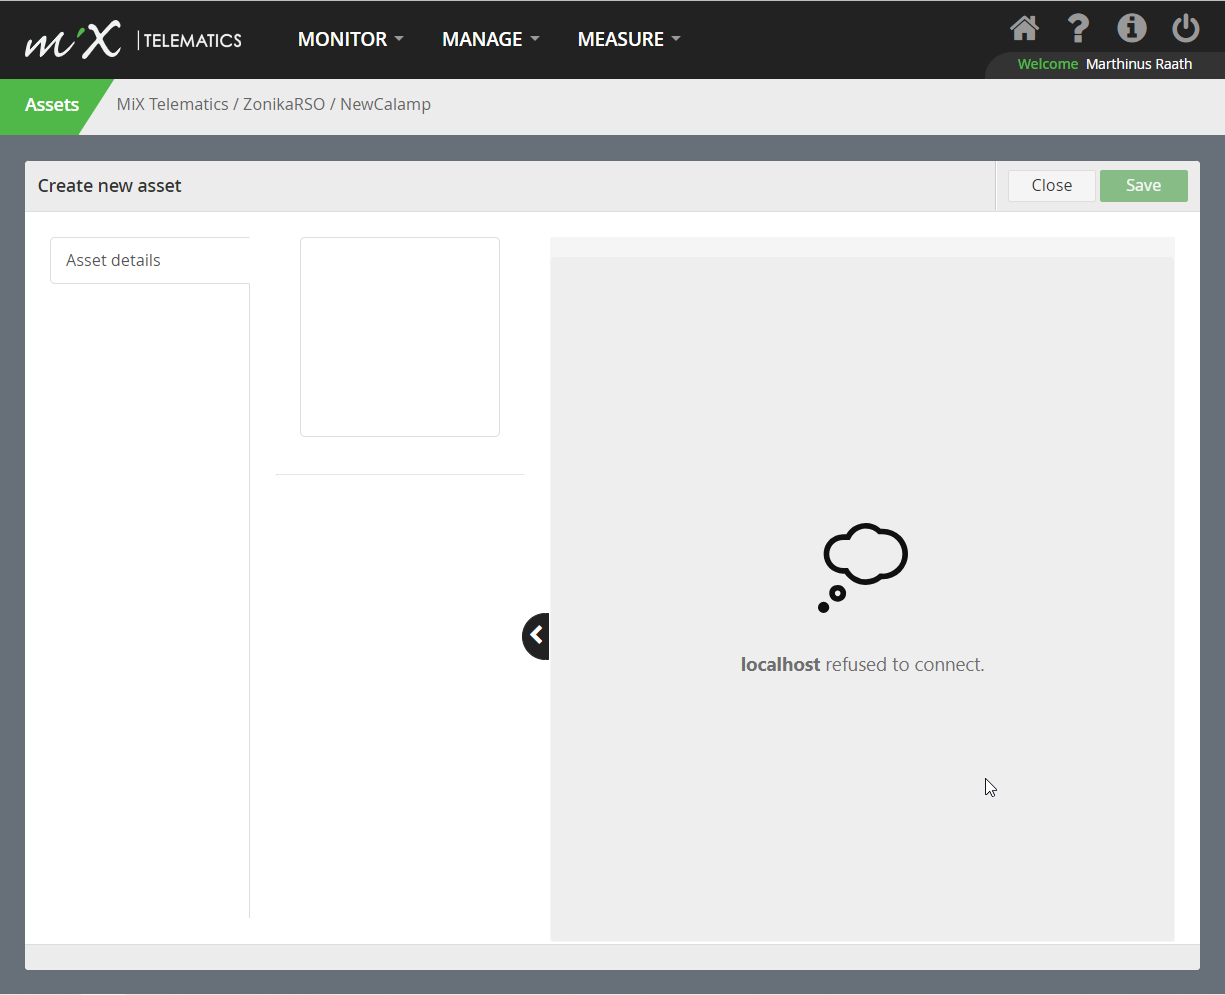 miX | TELEMATICS
MONITOR MANAGE MEASURE
Welcome Marthinus Raath
Assets MiX Telematics / ZonikaRSO / NewCalamp
Create new asset Close Save
Asset details
localhost refused to connect.